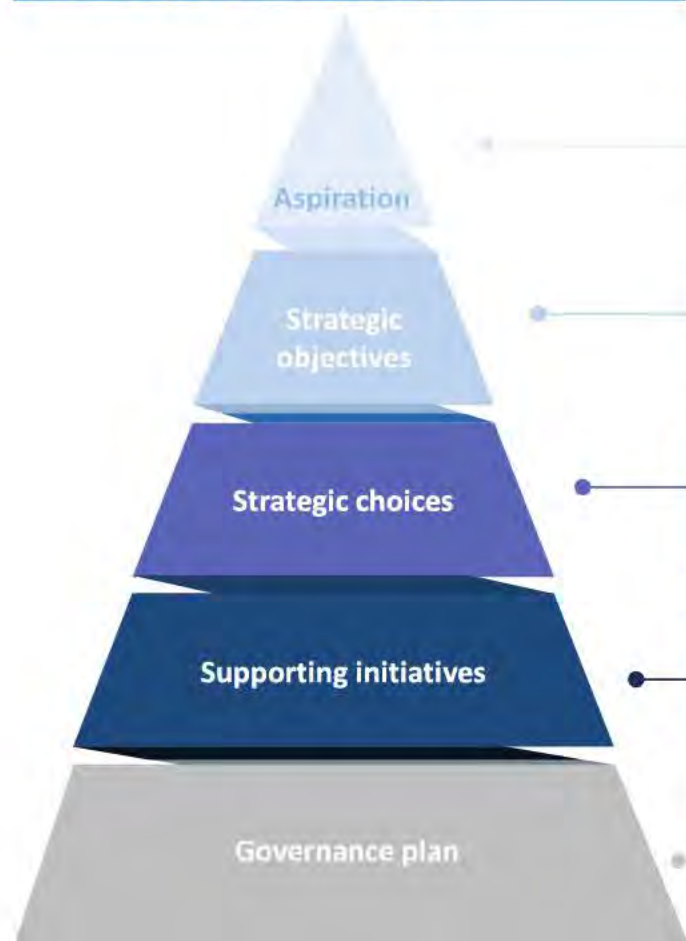 Aspiration
Strategic
objectives
Strategic choices
Supporting initiatives
Governance plan